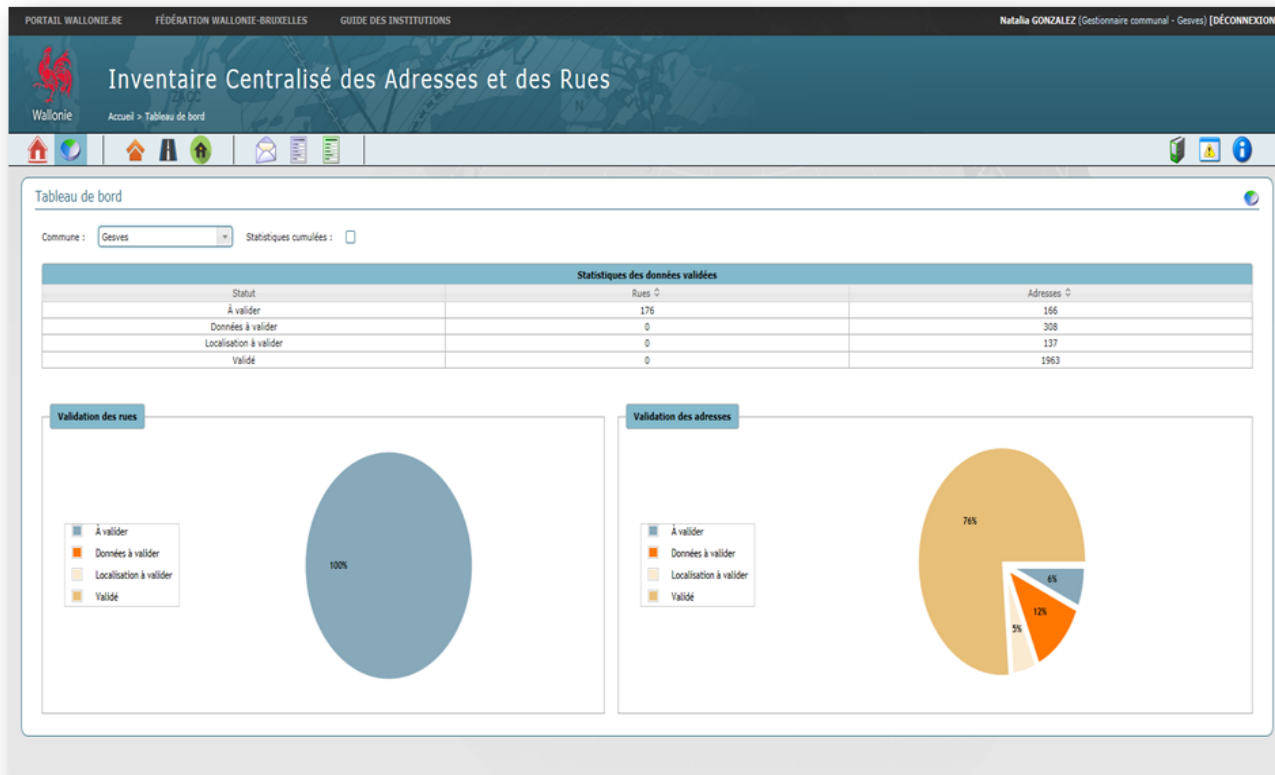 PORTAIL WALLONIE.BE FÉDÉRATION WALLONIE-BRUXELLES GUIDE DES INSTITUTIONS Natalia GONZALEZ (Gestionnaire communal - Gesves) [DÉCONNEXION
Inventaire Centralisé des Adresses et des Rues
Wallonie Accueil > Tableau de bord
Tableau de bord
Commune : Gesves Statistiques cumulées :
Statistiques des données validées
Statut Rues Adresses
À valider 176 166
Données à valider 0 308
Localisation à valider 0 137
Validé 0 1963
Validation des rues
À valider
Données à valider
Localisation à valider
Validé
100%
Validation des adresses
À valider
Données à valider
Localisation à valider
Validé
76%
6%
12%
5%